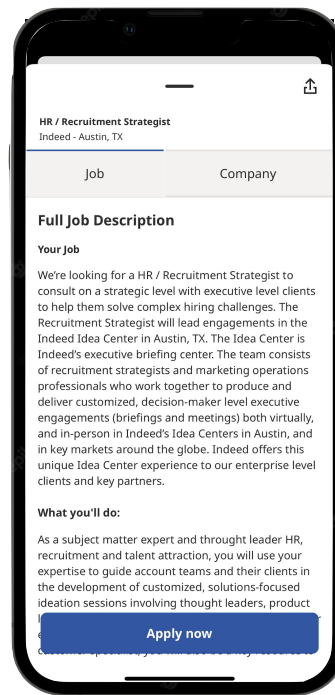 HR / Recruitment Strategist
Indeed - Austin, TX
Job
Company
Full Job Description
Your Job
We're looking for a HR / Recruitment Strategist to
consult on a strategic level with executive level clients
to help them solve complex hiring challenges. The
Recruitment Strategist will lead engagements in the
Indeed Idea Center in Austin, TX. The Idea Center is
Indeed's executive briefing center. The team consists
of recruitment strategists and marketing operations
professionals who work together to produce and
deliver customized, decision-maker level executive
engagements (briefings and meetings) both virtually,
and in-person in Indeed's Idea Centers in Austin, and
in key markets around the globe. Indeed offers this
unique Idea Center experience to our enterprise level
clients and key partners.
What you'll do:
As a subject matter expert and throught leader HR,
recruitment and talent attraction, you will use your
expertise to guide account teams and their clients in
the development of customized, solutions-focused
ideation sessions involving thought leaders, product
Apply now